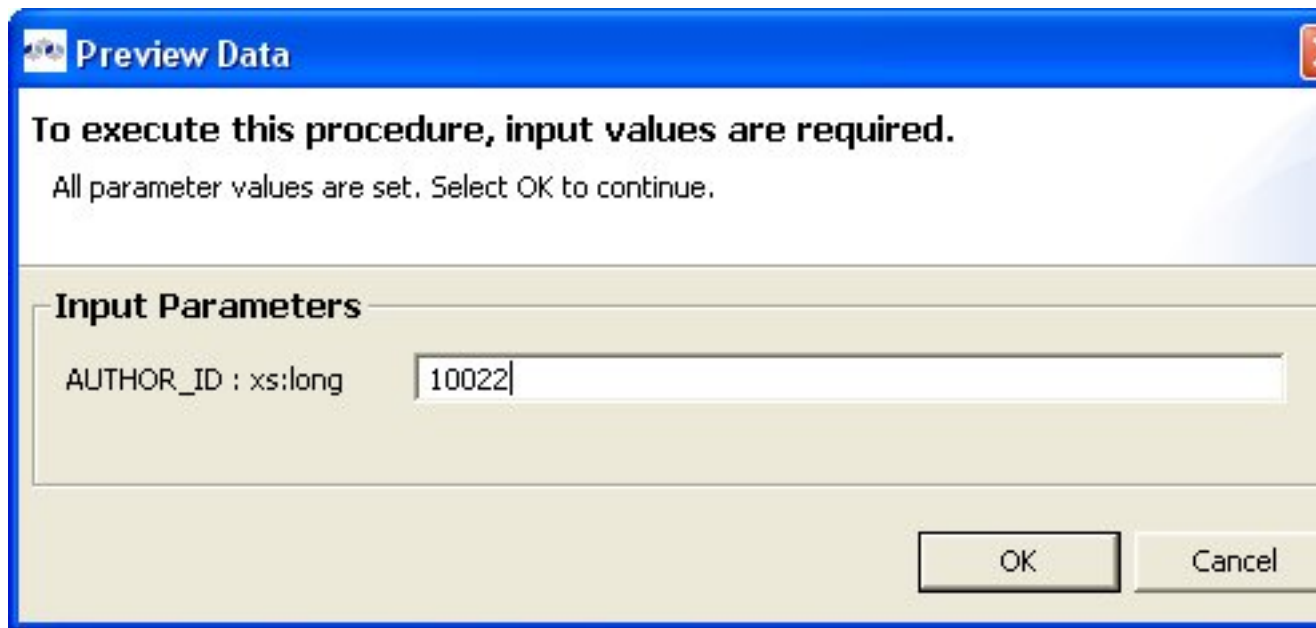 Preview Data
To execute this procedure, input values are required.
All parameter values are set. Select OK to continue.
Input Parameters
AUTHOR_ID : xs:long 10022
OK Cancel